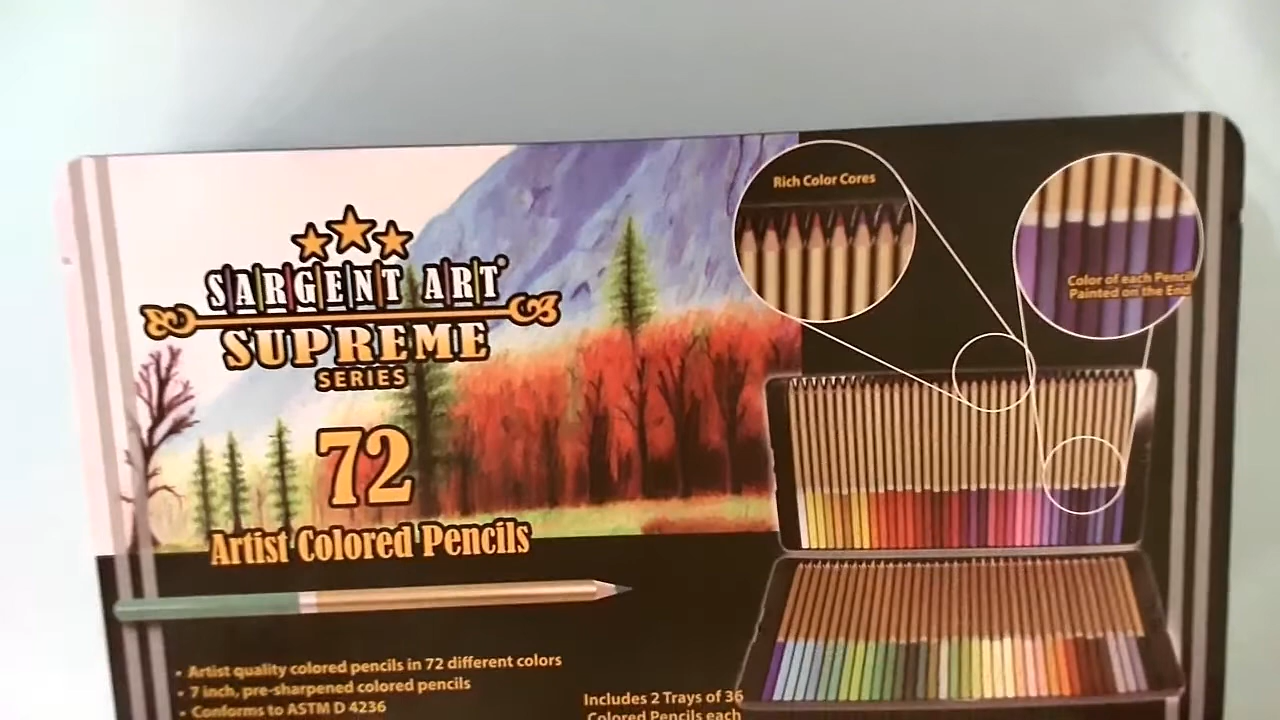 SARGENT ART®
SUPREME
SERIES
72
Artist Colored Pencils
• Artist quality colored pencils in 72 different colors
• 7 inch, pre-sharpened colored pencils
• Conforms to ASTM D 4236
Rich Color Cores
Color of each Pencil
Painted on the End
Includes 2 Trays of 36
Colored Pencils each